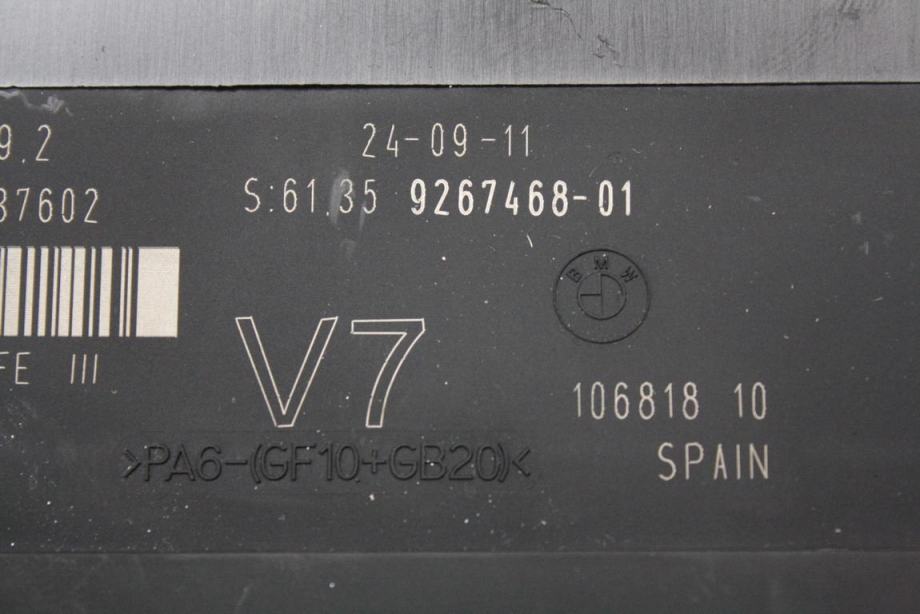 9.2
24-09-11
37602
S:61.35 9267468-01
BMW
V7
FE III
106818 10
>PA6-(GF10+GB20)<
SPAIN